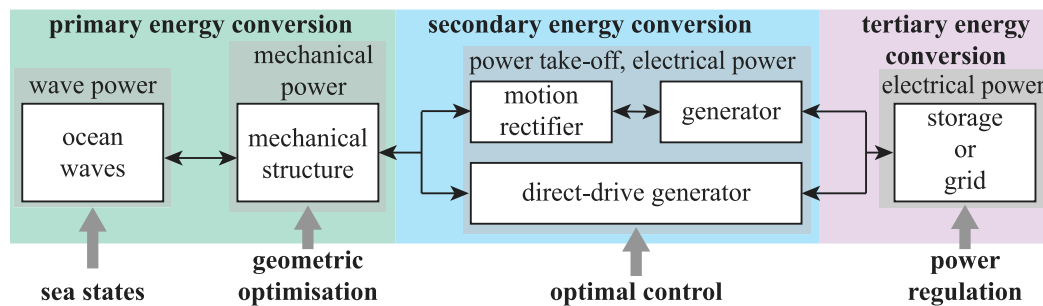 primary energy conversion
secondary energy conversion
tertiary energy
conversion
wave power
mechanical
power
power take-off, electrical power
electrical power
ocean
waves
mechanical
structure
motion
rectifier
generator
direct-drive generator
storage
or
grid
sea states
geometric
optimisation
optimal control
power
regulation